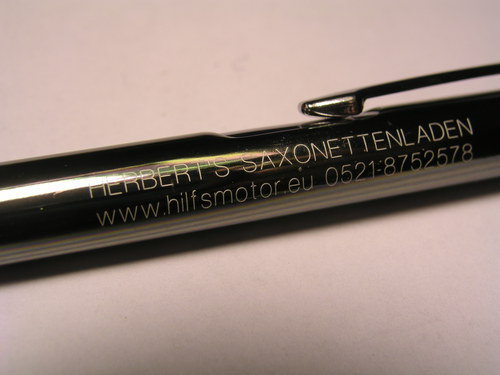 HERBERT'S SAXONETTENLADEN
www.hilfsmotor.eu 0521-8752578